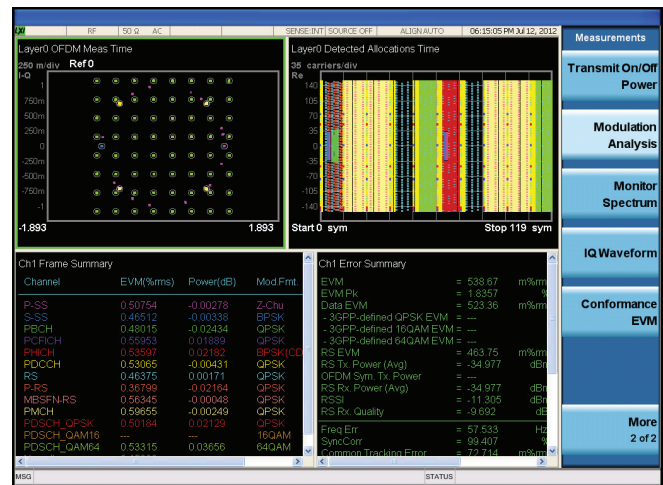 LXI RF 50 Ω AC SENSE:INT SOURCE OFF ALIGN AUTO 06:15:05 PM Jul 12, 2012
Measurements
Transmit On/Off Power
Modulation Analysis
Monitor Spectrum
IQ Waveform
Conformance EVM
More
2 of 2
Layer0 OFDM Meas Time
250 m/div Ref 0
I-Q
1
750m
500m
250m
0
-250m
-500m
-750m
-1
-1.893 1.893
Layer0 Detected Allocations Time
35 carriers/div
Re
140
105
70
35
0
-35
-70
-105
-140
Start 0 sym Stop 119 sym
Ch1 Frame Summary
Channel EVM(%rms) Power(dB) Mod.Fmt.
P-SS 0.50754 -0.00278 Z-Chu
S-SS 0.46512 -0.00338 BPSK
PBCH 0.48015 -0.02434 QPSK
PCFICH 0.55953 0.01889 QPSK
PHICH 0.53597 0.02182 BPSK(CD
PDCCH 0.53065 -0.00431 QPSK
RS 0.46375 0.00171 QPSK
P-RS 0.36799 -0.02164 QPSK
MBSFN-RS 0.56345 -0.00048 QPSK
PMCH 0.59655 -0.00249 QPSK
PDSCH_QPSK 0.50184 0.02129 QPSK
PDSCH_QAM16 --- --- 16QAM
PDSCH_QAM64 0.53315 0.03656 64QAM
Ch1 Error Summary
EVM = 538.67 m%rm
EVM Pk = 1.8357 %
Data EVM = 523.36 m%rm
- 3GPP-defined QPSK EVM = ---
- 3GPP-defined 16QAM EVM = ---
- 3GPP-defined 64QAM EVM = ---
RS EVM = 463.75 m%rm
RS Tx. Power (Avg) = -34.977 dBn
OFDM Sym. Tx. Power = ---
RS Rx. Power (Avg) = -34.977 dBn
RSSI = -11.305 dBn
RS Rx. Quality = -9.692 dB
Freq Err = 57.533 Hz
SyncCorr = 99.407 %
Common Tracking Error = 72.714 m%rm
MSG STATUS